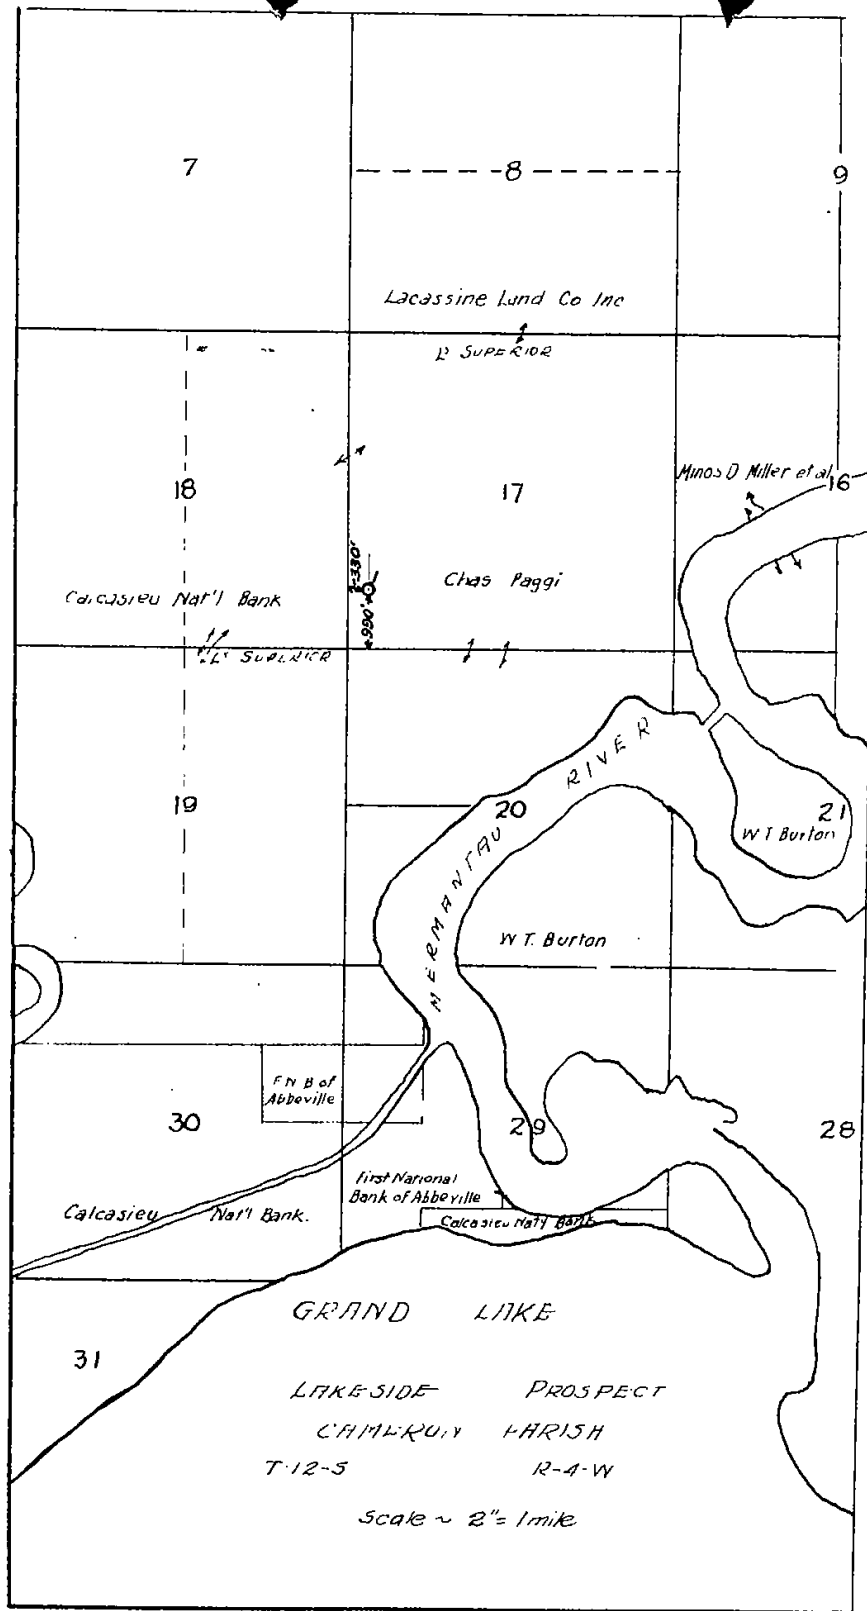 7
8
9
Lacassine Land Co Inc
L' SUPERIOR
Minos D Miller et al
16
18
17
330'
Chas Paggi
Calcasieu Nat'l Bank
990'
L' SUPERIOR
MERMANTAU RIVER
19
20
21
W T Burton
W T. Burton
F N B of
Abbeville
30
29
28
First National
Bank of Abbeville
Calcasieu Nat'l Bank.
Calcasieu Nat'l Bank
GRAND LAKE
31
LAKESIDE PROSPECT
CAMERON PARISH
T-12-S R-4-W
Scale ~ 2"= 1mile